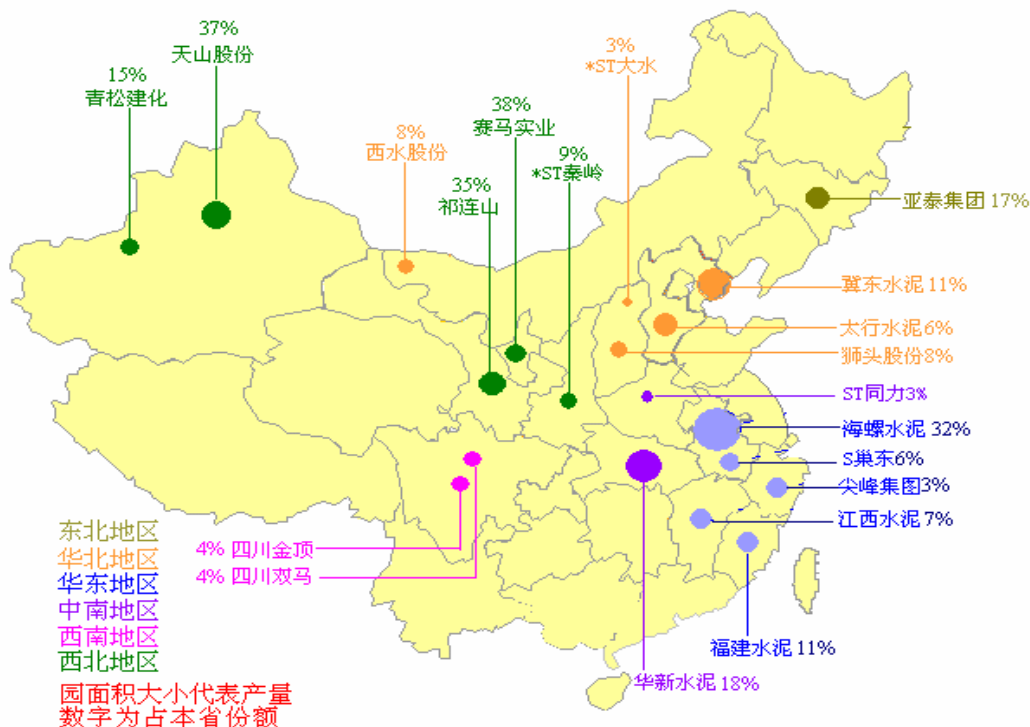 37%
天山股份
15%
青松建化
8%
西水股份
38%
赛马实业
35%
祁连山
9%
*ST秦岭
3%
*ST大水
亚泰集团 17%
冀东水泥 11%
太行水泥 6%
狮头股份8%
ST同力3%
海螺水泥 32%
S巢东6%
尖峰集团3%
江西水泥 7%
福建水泥 11%
华新水泥 18%
4% 四川金顶
4% 四川双马
东北地区
华北地区
华东地区
中南地区
西南地区
西北地区
园面积大小代表产量
数字为占本省份额